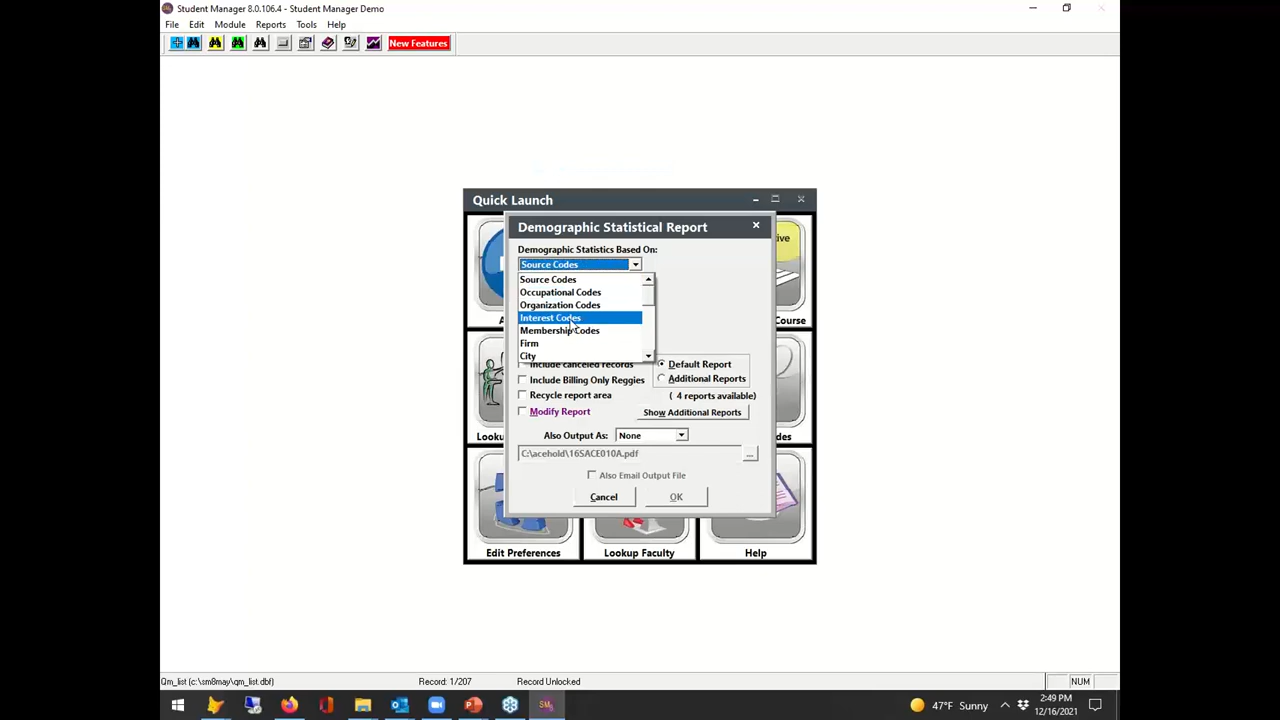 Student Manager 8.0.106.4 - Student Manager Demo
File Edit Module Reports Tools Help
New Features
Quick Launch
Demographic Statistical Report
Demographic Statistics Based On:
Source Codes
Source Codes
Occupational Codes
Organization Codes
Interest Codes
Membership Codes
Firm
City
Include canceled records
Default Report
Include Billing Only Reggies
Additional Reports
Recycle report area
( 4 reports available)
Modify Report
Show Additional Reports
Also Output As: None
C:\acehold\16SACE010A.pdf
...
Also Email Output File
Cancel OK
ive
A
Course
Looku
des
Edit Preferences
Lookup Faculty
Help
Qm_list (c:\sm8may\qm_list.dbf) Record: 1/207 Record Unlocked NUM
47°F Sunny
2:49 PM
12/16/2021